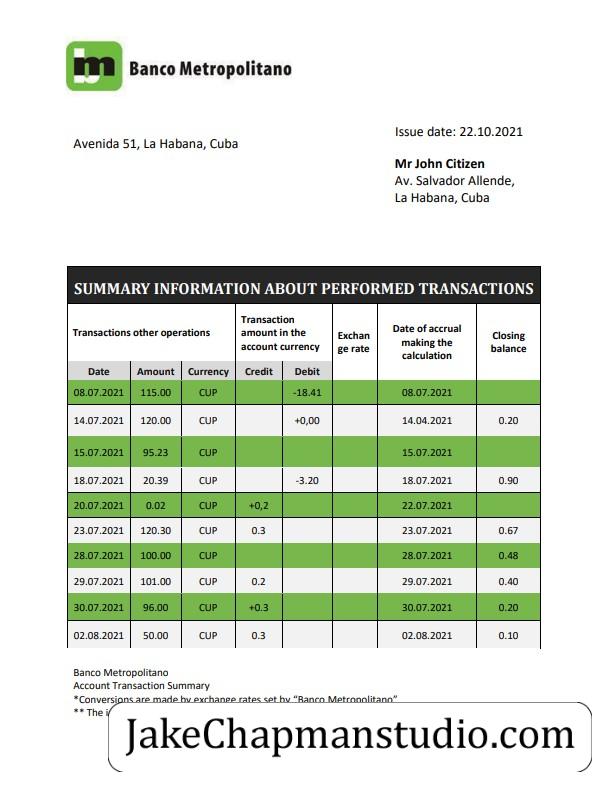 bm Banco Metropolitano
Issue date: 22.10.2021
Avenida 51, La Habana, Cuba
Mr John Citizen
Av. Salvador Allende,
La Habana, Cuba
SUMMARY INFORMATION ABOUT PERFORMED TRANSACTIONS
Transactions other operations
Transaction
amount in the
account currency
Exchan
ge rate
Date of accrual
making the
calculation
Closing
balance
Date Amount Currency Credit Debit
08.07.2021 115.00 CUP -18.41 08.07.2021
14.07.2021 120.00 CUP +0,00 14.04.2021 0.20
15.07.2021 95.23 CUP 15.07.2021
18.07.2021 20.39 CUP -3.20 18.07.2021 0.90
20.07.2021 0.02 CUP +0,2 22.07.2021
23.07.2021 120.30 CUP 0.3 23.07.2021 0.67
28.07.2021 100.00 CUP 28.07.2021 0.48
29.07.2021 101.00 CUP 0.2 29.07.2021 0.40
30.07.2021 96.00 CUP +0.3 30.07.2021 0.20
02.08.2021 50.00 CUP 0.3 02.08.2021 0.10
Banco Metropolitano
Account Transaction Summary
*Conversions are made by exchange rates set by "Banco Metropolitano"
** The
JakeChapmanstudio.com